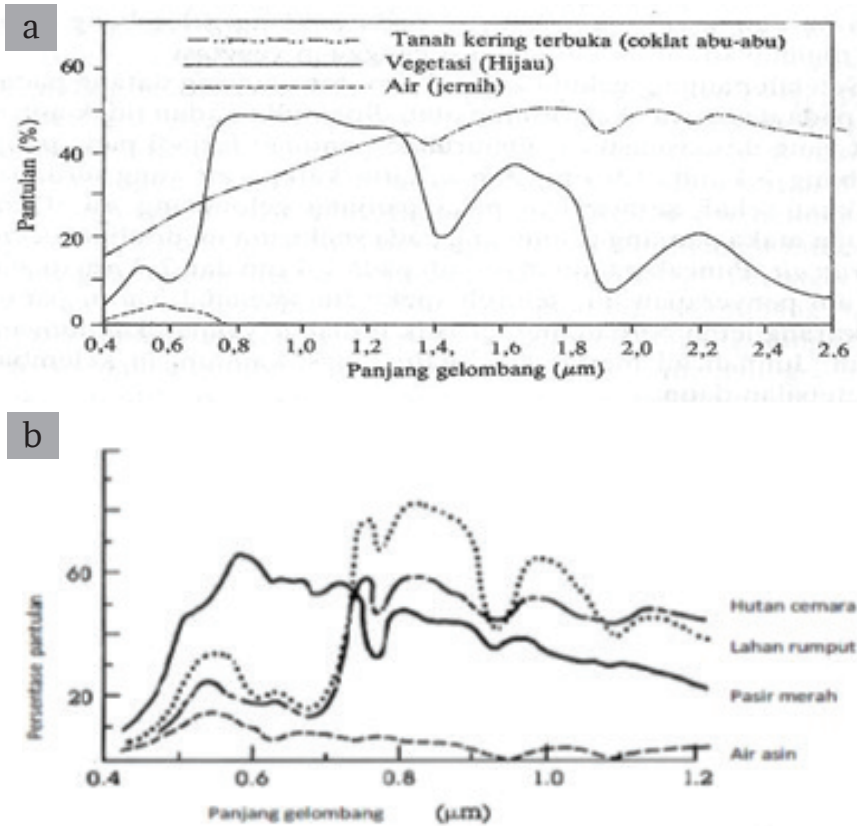 a
Tanah kering terbuka (coklat abu-abu)
Vegetasi (Hijau)
Air (jernih)
Pantulan (%)
60
40
20
0
0.4 0.6 0.8 1.0 1.2 1.4 1,6 1,8 2,0 2,2 2,4 2.6
Panjang gelombang (μm)
b
Persentase pantulan
60
20
Hutan cemara
Lahan rumput
Pasir merah
Air asin
0.4 0.6 0.8 1.0 1.2
Panjang gelombang (μm)